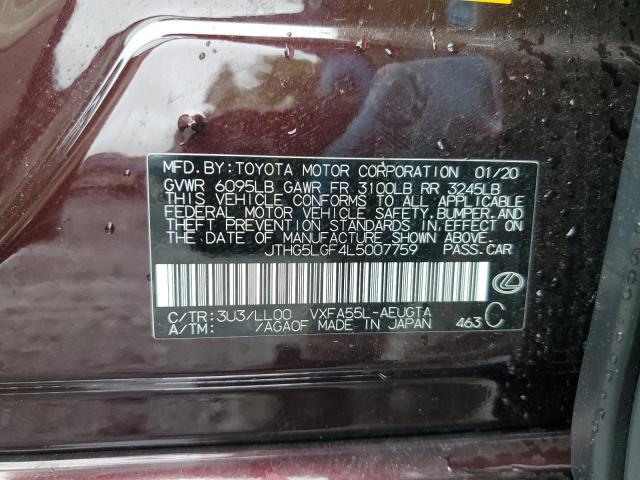 MFD. BY: TOYOTA MOTOR CORPORATION 01/20
GVWR 6095LB GAWR FR 3100LB RR 3245LB
THIS VEHICLE CONFORMS TO ALL APPLICABLE
FEDERAL MOTOR VEHICLE SAFETY, BUMPER, AND
THEFT PREVENTION STANDARDS IN EFFECT ON
THE DATE OF MANUFACTURE SHOWN ABOVE.
JTHG5LGF4L5007759 PASS.CAR
C/TR: 3U3/LL00 VXFA55L-AEUGTA
A/TM: /AGA0F MADE IN JAPAN 463 C